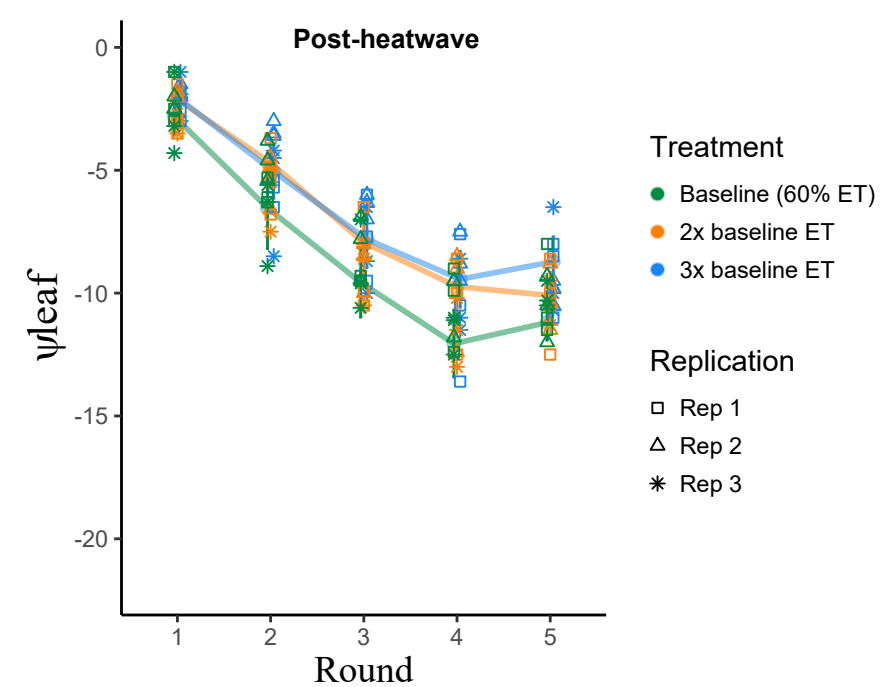 Post-heatwave
0
-5
-10
-15
-20
ψleaf
1 2 3 4 5
Round
Treatment
Baseline (60% ET)
2x baseline ET
3x baseline ET
Replication
Rep 1
Rep 2
Rep 3